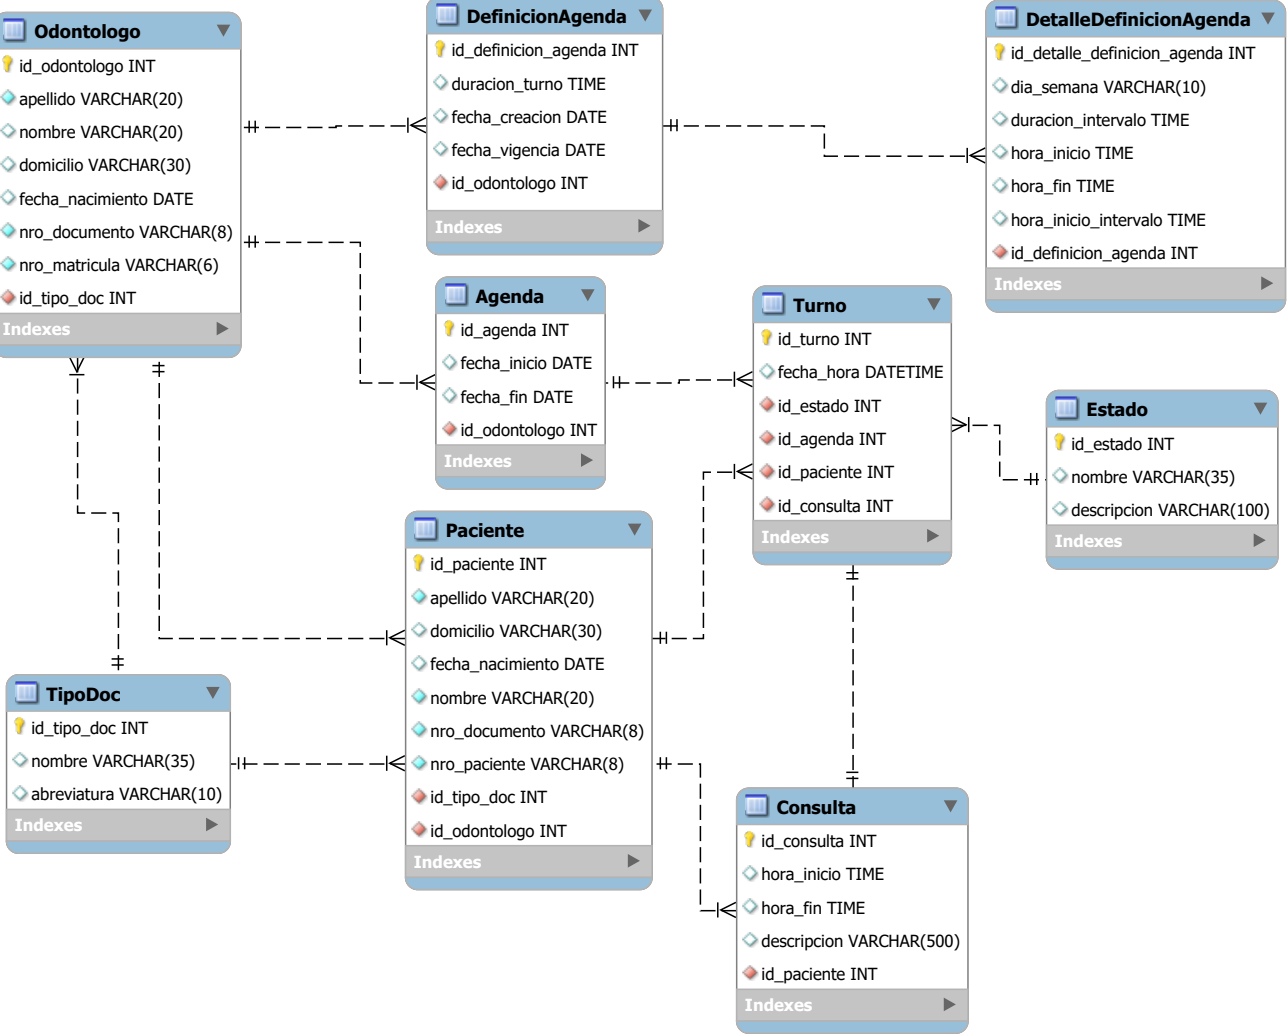 Odontologo
id_odontologo INT
apellido VARCHAR(20)
nombre VARCHAR(20)
domicilio VARCHAR(30)
fecha_nacimiento DATE
nro_documento VARCHAR(8)
nro_matricula VARCHAR(6)
id_tipo_doc INT
Indexes
DefinicionAgenda
id_definicion_agenda INT
duracion_turno TIME
fecha_creacion DATE
fecha_vigencia DATE
id_odontologo INT
Indexes
DetalleDefinicionAgenda
id_detalle_definicion_agenda INT
dia_semana VARCHAR(10)
duracion_intervalo TIME
hora_inicio TIME
hora_fin TIME
hora_inicio_intervalo TIME
id_definicion_agenda INT
Indexes
Agenda
id_agenda INT
fecha_inicio DATE
fecha_fin DATE
id_odontologo INT
Indexes
Turno
id_turno INT
fecha_hora DATETIME
id_estado INT
id_agenda INT
id_paciente INT
id_consulta INT
Indexes
Estado
id_estado INT
nombre VARCHAR(35)
descripcion VARCHAR(100)
Indexes
Paciente
id_paciente INT
apellido VARCHAR(20)
domicilio VARCHAR(30)
fecha_nacimiento DATE
nombre VARCHAR(20)
nro_documento VARCHAR(8)
nro_paciente VARCHAR(8)
id_tipo_doc INT
id_odontologo INT
Indexes
TipoDoc
id_tipo_doc INT
nombre VARCHAR(35)
abreviatura VARCHAR(10)
Indexes
Consulta
id_consulta INT
hora_inicio TIME
hora_fin TIME
descripcion VARCHAR(500)
id_paciente INT
Indexes